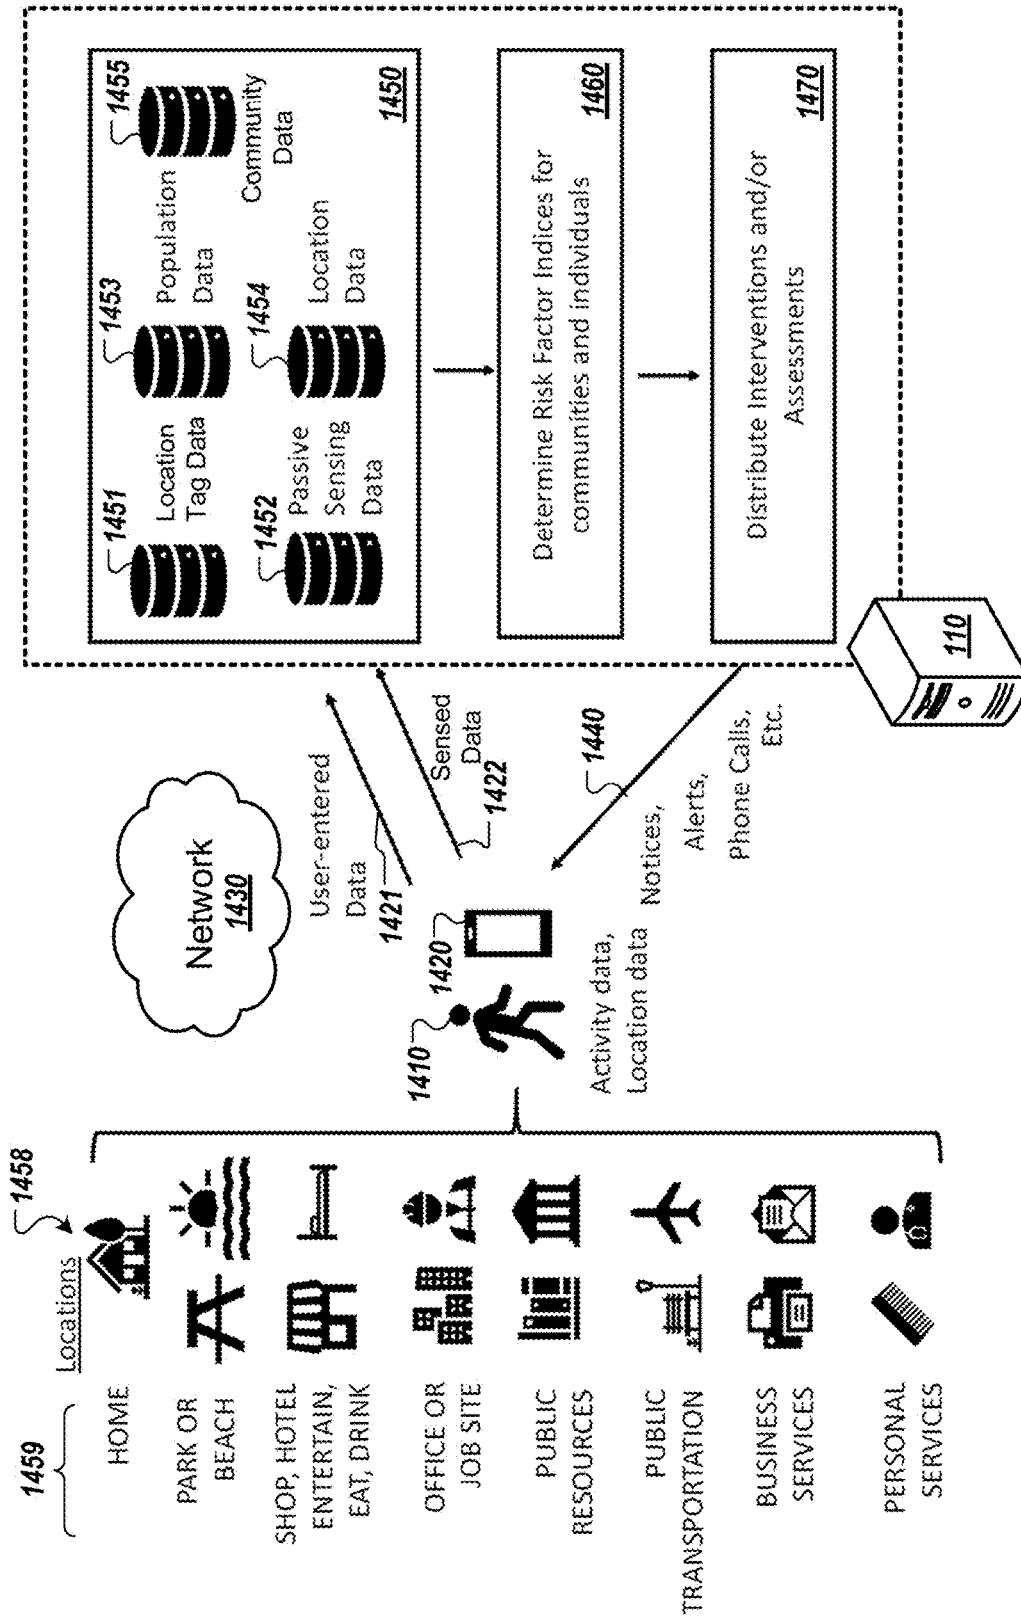 1459
Locations
1458
HOME
PARK OR
BEACH
SHOP, HOTEL
ENTERTAIN,
EAT, DRINK
OFFICE OR
JOB SITE
PUBLIC
RESOURCES
PUBLIC
TRANSPORTATION
BUSINESS
SERVICES
PERSONAL
SERVICES
Network
1430
1410
1420
Activity data,
Location data
User-entered
Data
1421
Sensed
Data
1422
1440
Notices,
Alerts,
Phone Calls,
Etc.
1451
Location
Tag Data
1453
Population
Data
1455
Community
Data
1452
Passive
Sensing
Data
1454
Location
Data
1450
Determine Risk Factor Indices for
communities and individuals
1460
Distribute Interventions and/or
Assessments
1470
110